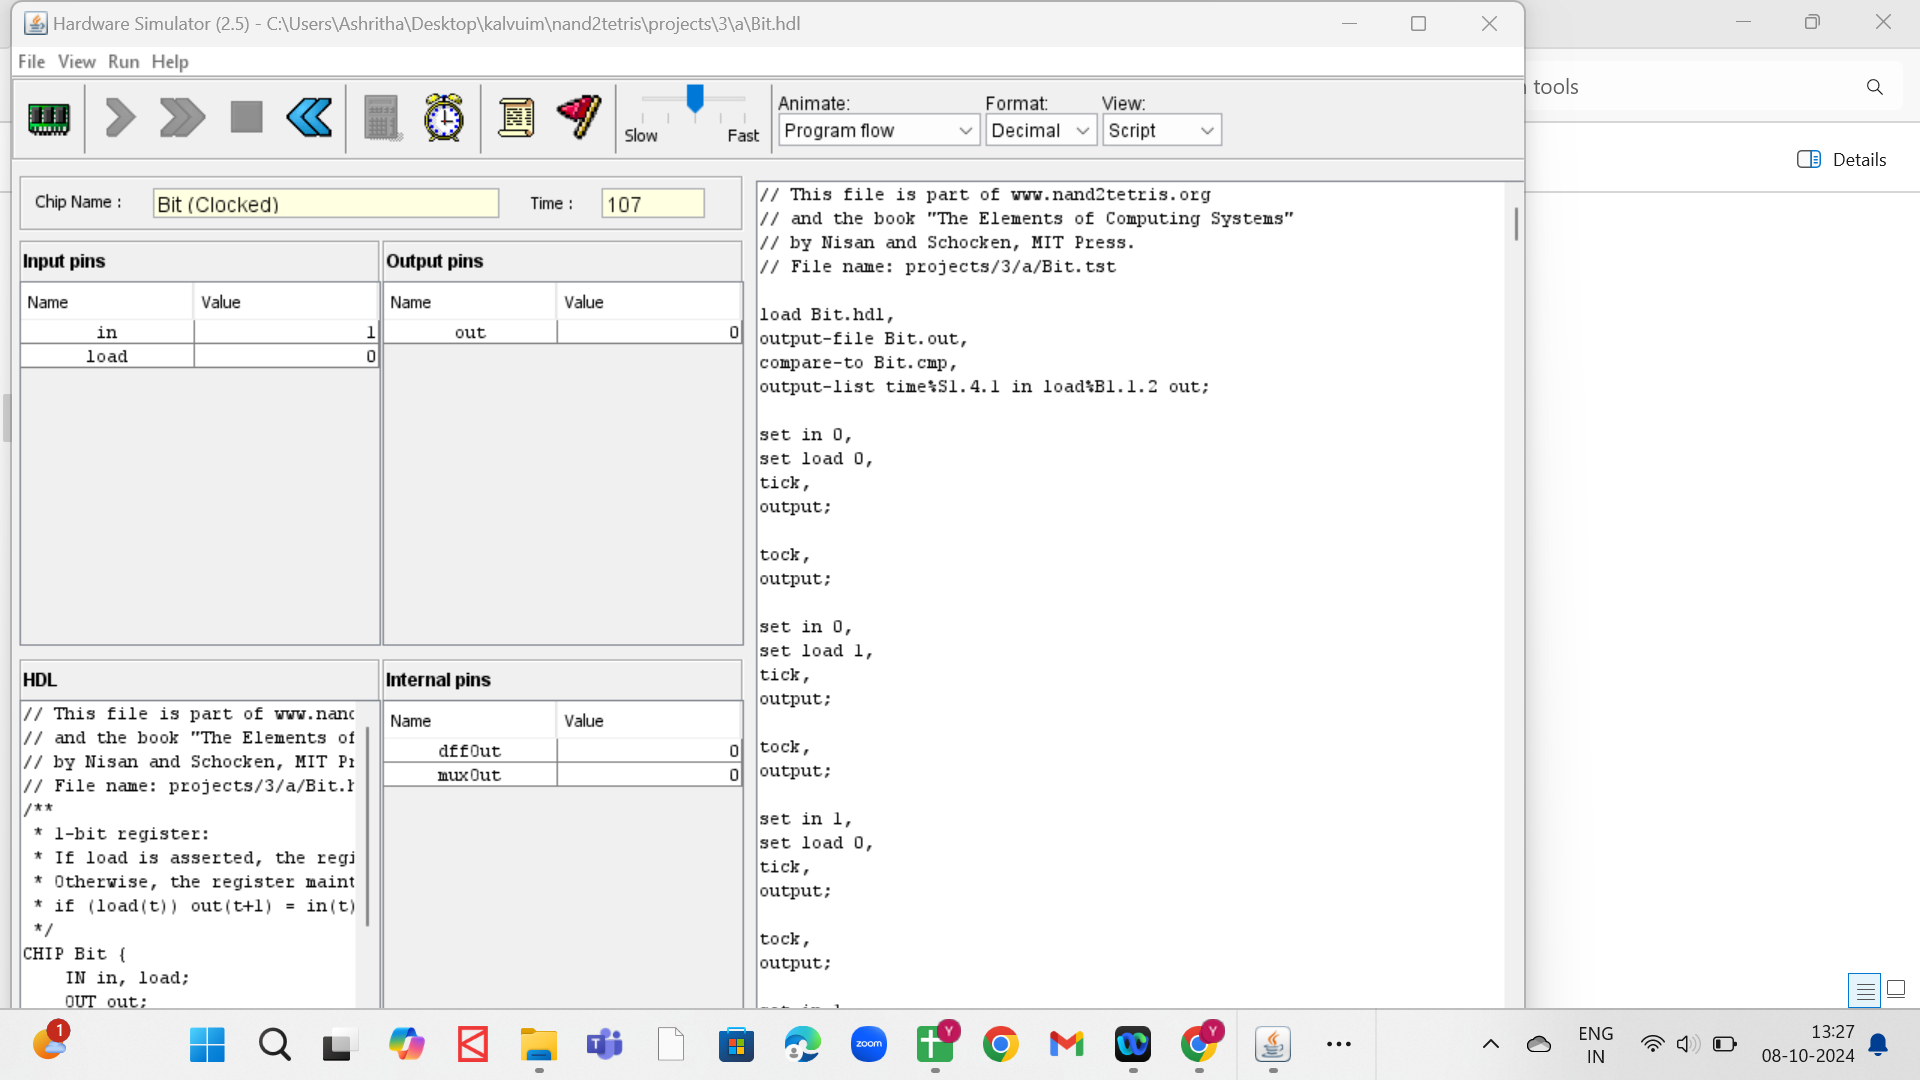 Hardware Simulator (2.5) - C:\Users\Ashritha\Desktop\kalvuim\nand2tetris\projects\3\a\Bit.hdl
File View Run Help
tools
Slow Fast
Animate: Format: View:
Program flow Decimal Script
Details
Chip Name : Bit (Clocked) Time : 107
Input pins
Name Value
in 1
load 0
Output pins
Name Value
out 0
HDL
// This file is part of www.nand
// and the book "The Elements of
// by Nisan and Schocken, MIT Pr
// File name: projects/3/a/Bit.h
/**
* 1-bit register:
* If load is asserted, the regi
* Otherwise, the register maint
* if (load(t)) out(t+1) = in(t)
*/
CHIP Bit {
IN in, load;
OUT out;
Internal pins
Name Value
dffOut 0
muxOut 0
// This file is part of www.nand2tetris.org
// and the book "The Elements of Computing Systems"
// by Nisan and Schocken, MIT Press.
// File name: projects/3/a/Bit.tst
load Bit.hdl,
output-file Bit.out,
compare-to Bit.cmp,
output-list time%S1.4.1 in load%B1.1.2 out;
set in 0,
set load 0,
tick,
output;
tock,
output;
set in 0,
set load 1,
tick,
output;
tock,
output;
set in 1,
set load 0,
tick,
output;
tock,
output;
1
zoom
Y
Y
ENG
IN
13:27
08-10-2024